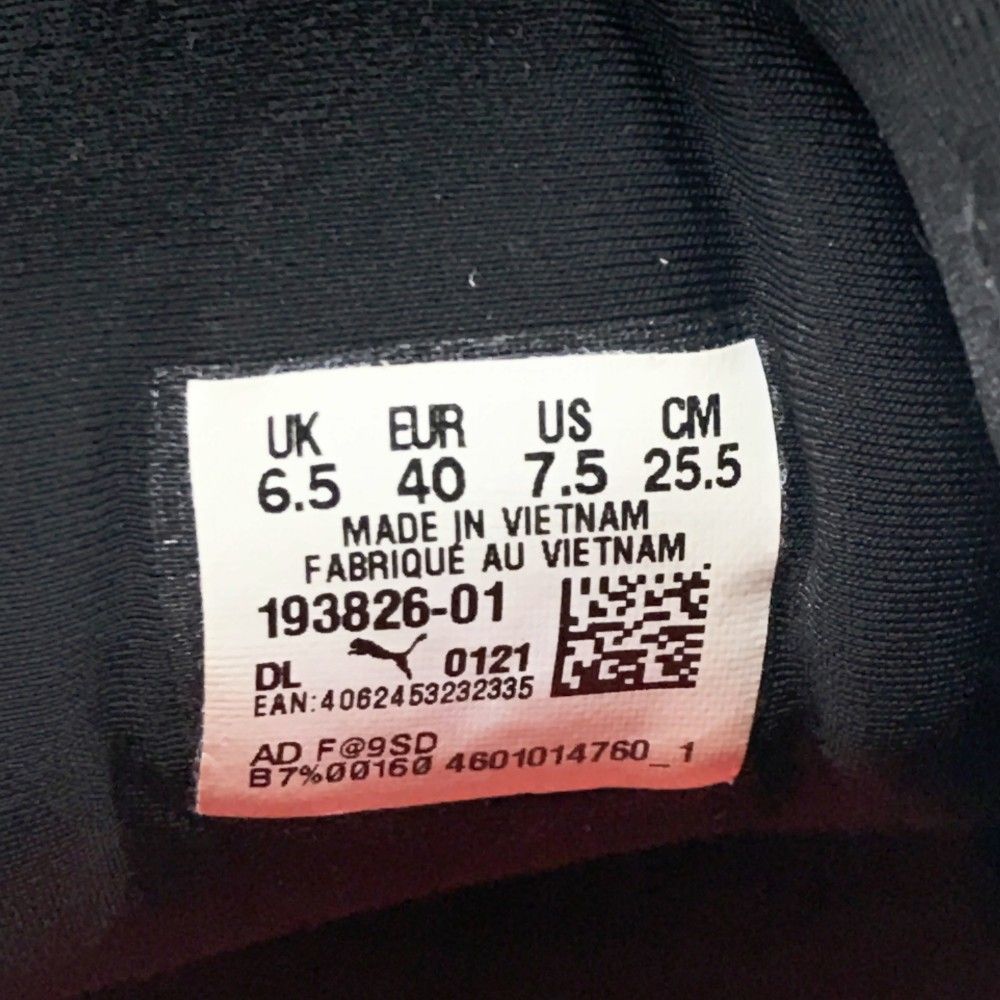 UK EUR US CM
6.5 40 7.5 25.5
MADE IN VIETNAM
FABRIQUÉ AU VIETNAM
193826-01
DL 0121
EAN:4062453232335
AD F@9SD
B7%00160 4601014760_1